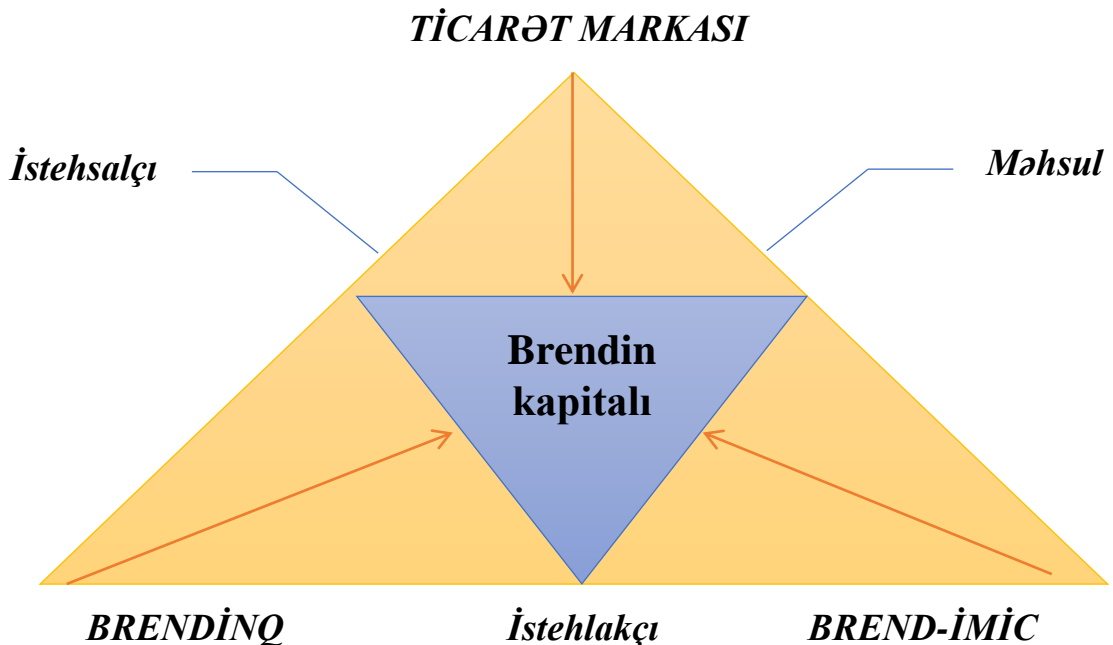 TİCARƏT MARKASI
İstehsalçı
Məhsul
Brendin
kapitalı
BRENDİNQ
İstehlakçı
BREND-İMİC